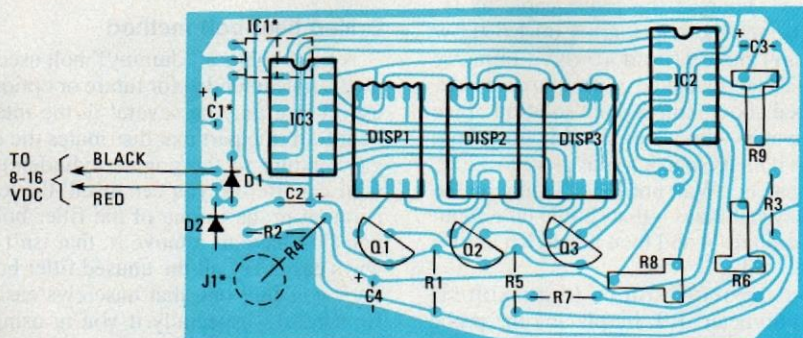 IC1*
+
C1*
IC3
DISP1
DISP2
DISP3
IC2
+
C3
R9
TO
8-16
VDC
BLACK
RED
D1
D2
C2
+
R2
R4
J1*
Q1
Q2
Q3
+
C4
R1
R5
R7
R8
R6
R3